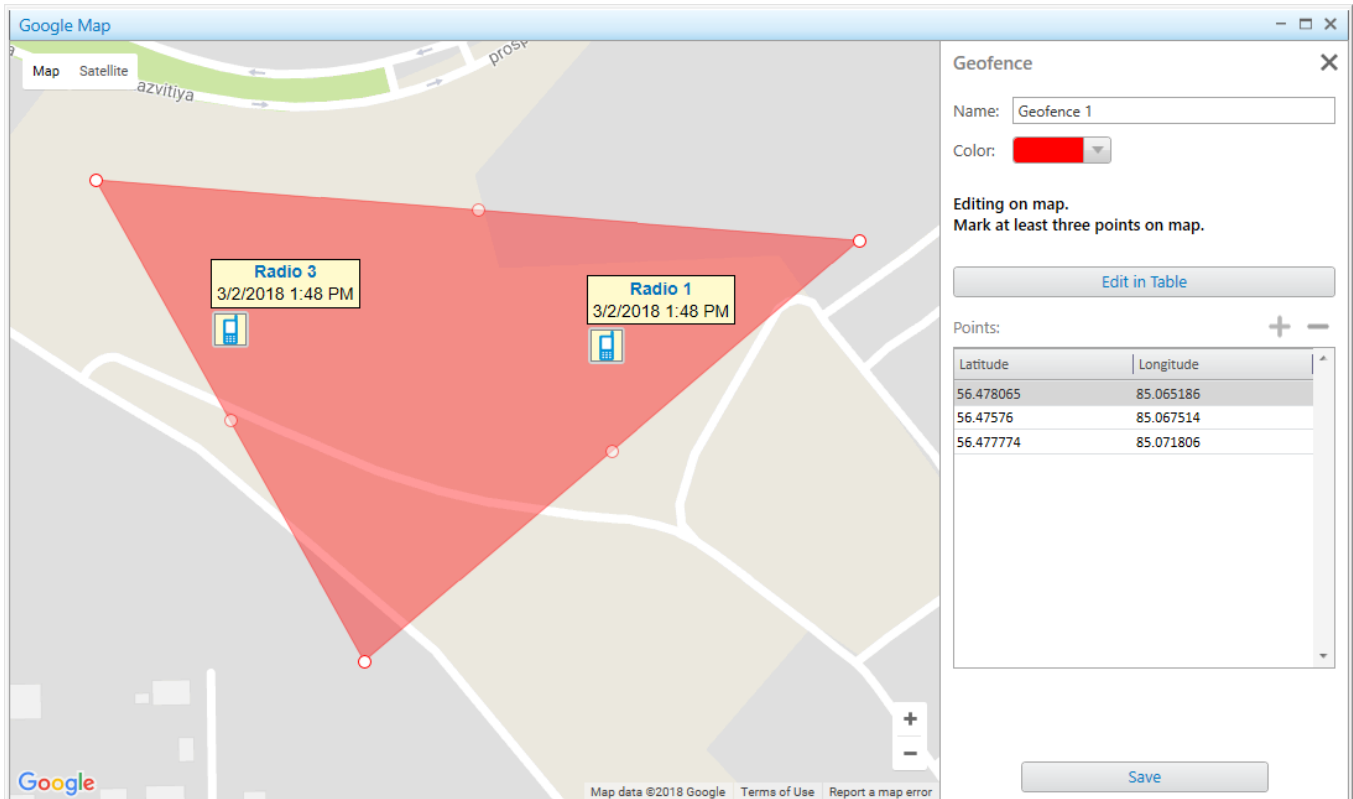 Google Map
Map Satellite
azvitiya
prosp
Radio 3
3/2/2018 1:48 PM
Radio 1
3/2/2018 1:48 PM
Google
Map data ©2018 Google Terms of Use Report a map error
Geofence
Name: Geofence 1
Color:
Editing on map.
Mark at least three points on map.
Edit in Table
Points:
Latitude Longitude
56.478065 85.065186
56.47576 85.067514
56.477774 85.071806
Save